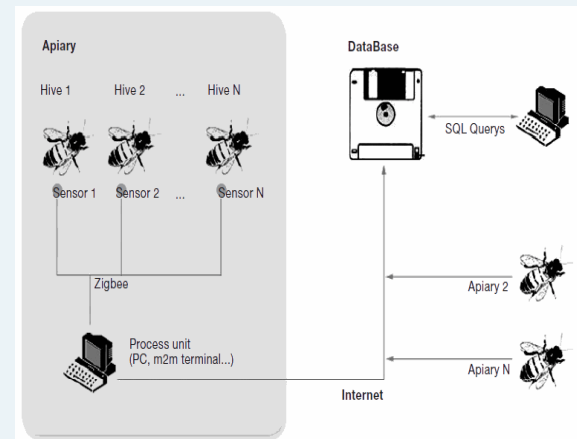 Apiary
DataBase
Hive 1 Hive 2 ... Hive N
SQL Querys
Sensor 1 Sensor 2 ... Sensor N
Zigbee
Apiary 2
Process unit
(PC, m2m terminal...)
Apiary N
Internet